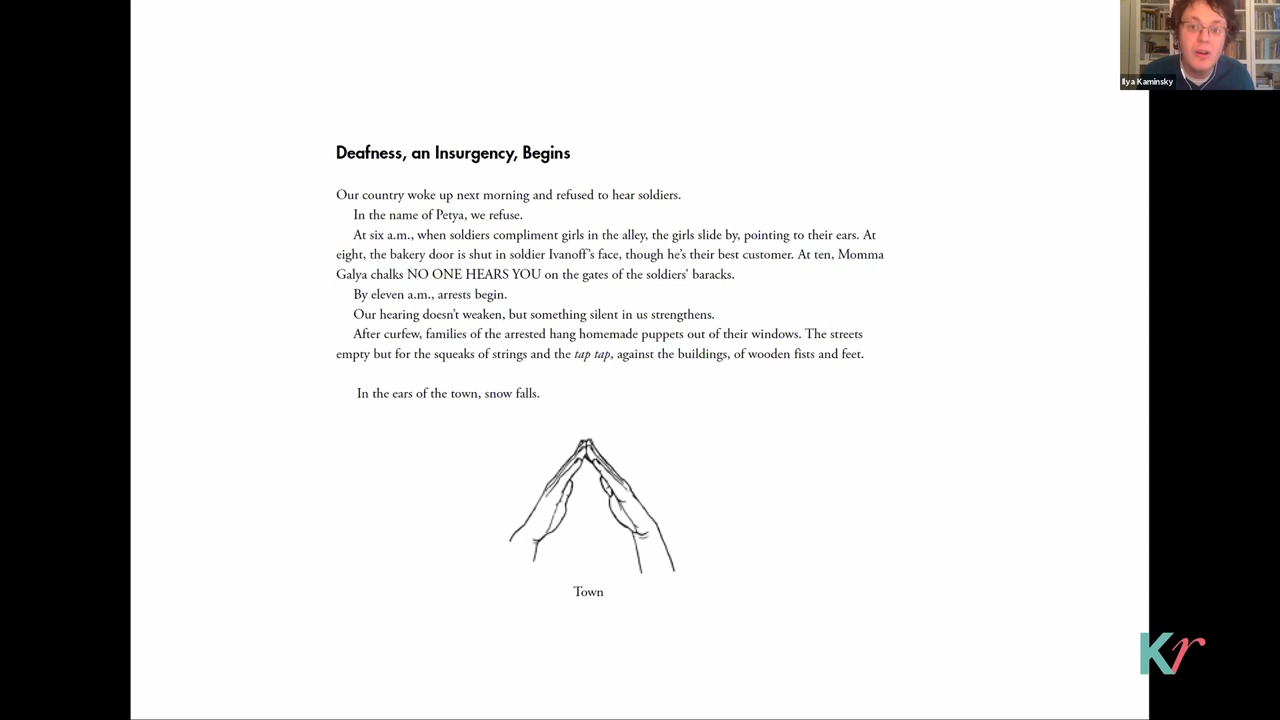 Ilya Kaminsky
Deafness, an Insurgency, Begins
Our country woke up next morning and refused to hear soldiers.
In the name of Petya, we refuse.
At six a.m., when soldiers compliment girls in the alley, the girls slide by, pointing to their ears. At
eight, the bakery door is shut in soldier Ivanoff's face, though he's their best customer. At ten, Momma
Galya chalks NO ONE HEARS YOU on the gates of the soldiers' baracks.
By eleven a.m., arrests begin.
Our hearing doesn't weaken, but something silent in us strengthens.
After curfew, families of the arrested hang homemade puppets out of their windows. The streets
empty but for the squeaks of strings and the tap tap, against the buildings, of wooden fists and feet.
In the ears of the town, snow falls.
Town
Kr